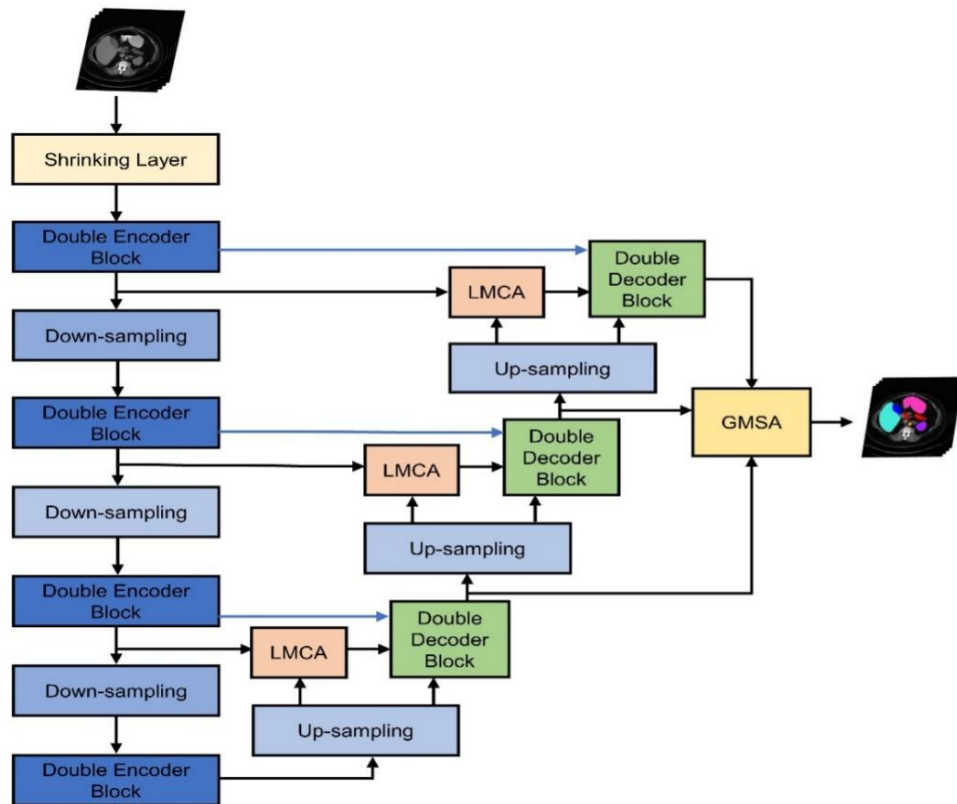 Shrinking Layer
Double Encoder
Block
Double
Decoder
Block
LMCA
Down-sampling
Up-sampling
Double Encoder
Block
Double
Decoder
Block
GMSA
LMCA
Down-sampling
Up-sampling
Double Encoder
Block
Double
Decoder
Block
LMCA
Down-sampling
Up-sampling
Double Encoder
Block